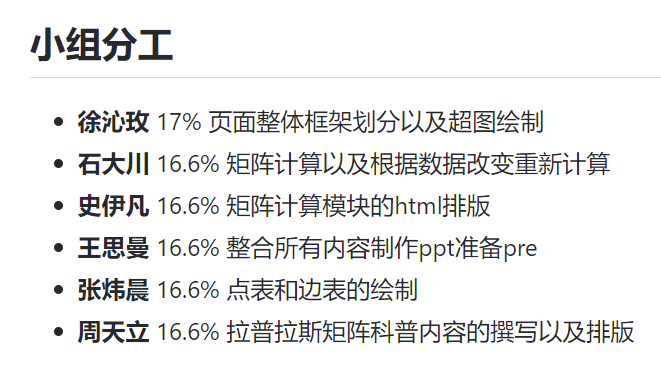 小组分工
徐沁玫 17% 页面整体框架划分以及超图绘制
石大川 16.6% 矩阵计算以及根据数据改变重新计算
史伊凡 16.6% 矩阵计算模块的html排版
王思曼 16.6% 整合所有内容制作ppt准备pre
张炜晨 16.6% 点表和边表的绘制
周天立 16.6% 拉普拉斯矩阵科普内容的撰写以及排版